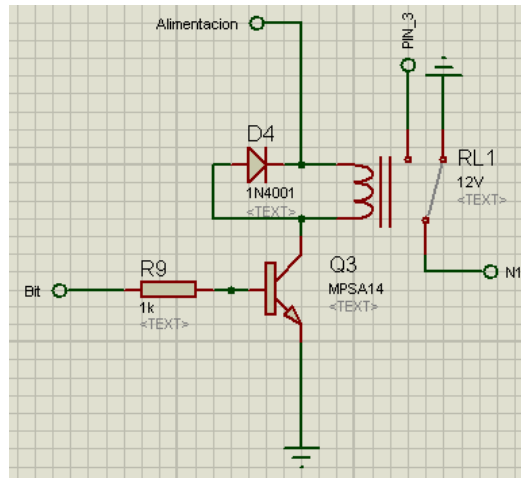 Alimentacion
PIN_3
D4
1N4001
<TEXT>
RL1
12V
<TEXT>
R9
1k
<TEXT>
Bit
Q3
MPSA14
<TEXT>
N1